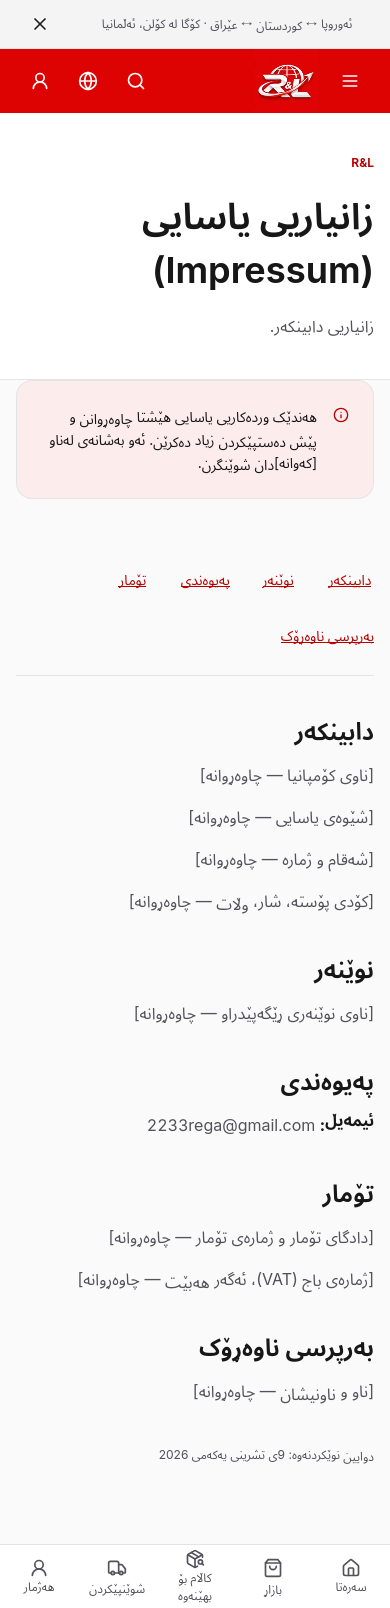 ئەوروپا ↔ کوردستان ↔ عێراق · کۆگا لە کۆلن، ئەڵمانیا
R&L
R&L
زانیاریی یاسایی
(Impressum)
زانیاریی دابینکەر.
هەندێک وردەکاریی یاسایی هێشتا چاوەڕوانن و
پێش دەستپێکردن زیاد دەکرێن. ئەو بەشانەی لەناو
[کەوانە]دان شوێنگرن.
دابینکەر
نوێنەر
پەیوەندی
تۆمار
بەرپرسی ناوەڕۆک
دابینکەر
[ناوی کۆمپانیا — چاوەڕوانە]
[شێوەی یاسایی — چاوەڕوانە]
[شەقام و ژمارە — چاوەڕوانە]
[کۆدی پۆستە، شار، وڵات — چاوەڕوانە]
نوێنەر
[ناوی نوێنەری ڕێگەپێدراو — چاوەڕوانە]
پەیوەندی
ئیمەیل: 2233rega@gmail.com
تۆمار
[دادگای تۆمار و ژمارەی تۆمار — چاوەڕوانە]
[ژمارەی باج (VAT)، ئەگەر هەبێت — چاوەڕوانە]
بەرپرسی ناوەڕۆک
[ناو و ناونیشان — چاوەڕوانە]
دوایین نوێکردنەوە: 9ی تشرینی یەکەمی 2026
سەرەتا
بازاڕ
کالام بۆ
بهێنەوە
شوێنپێکردن
هەژمار